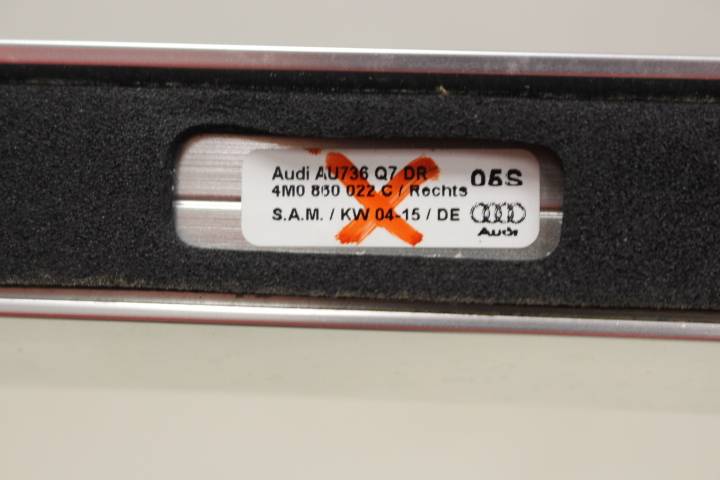 Audi AU736 Q7 DR 05S
4M0 860 022 C / Rechts
S.A.M. / KW 04-15 / DE
Audi